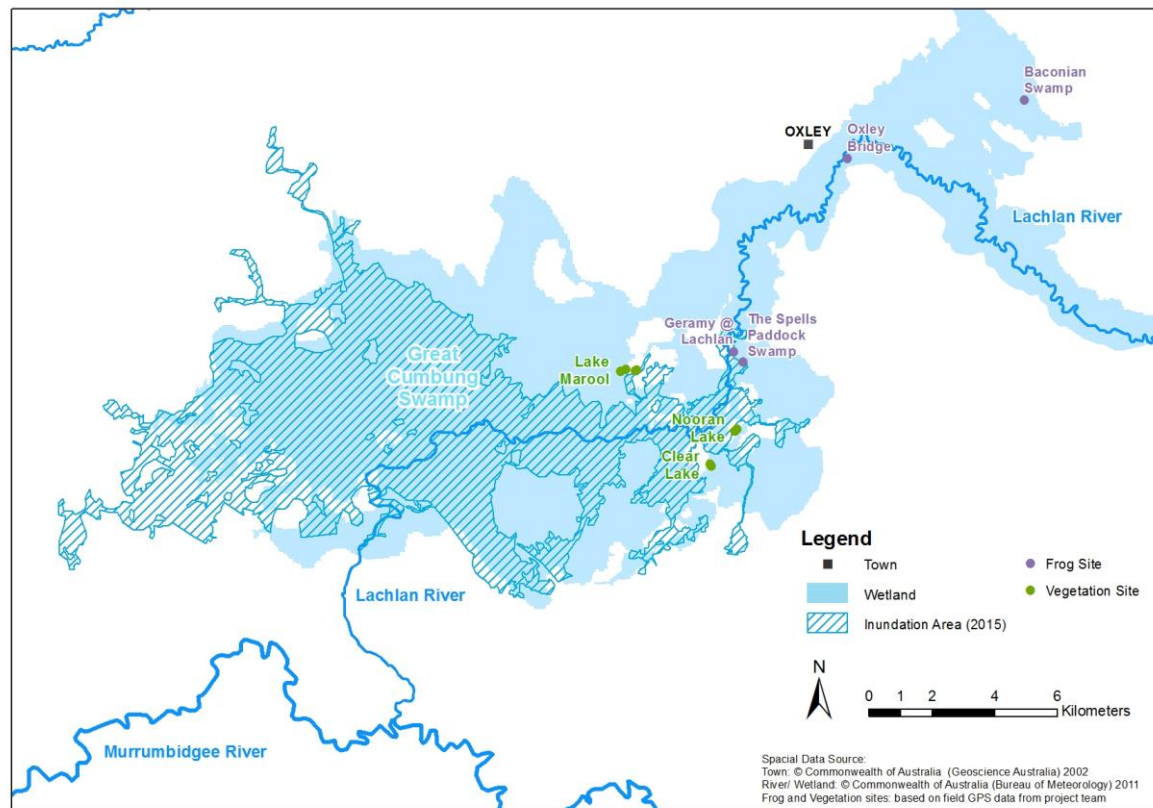 Baconian
Swamp
OXLEY
Oxley
Bridge
Lachlan River
Geramy @
Lachlan
The Spells
Paddock
Swamp
Great
Cumbung
Swamp
Lake
Marool
Nooran
Lake
Clear
Lake
Lachlan River
Murrumbidgee River
Legend
Town
Wetland
Inundation Area (2015)
Frog Site
Vegetation Site
N
0 1 2 4 6
Kilometers
Spacial Data Source:
Town: © Commonwealth of Australia (Geoscience Australia) 2002
River/ Wetland: © Commonwealth of Australia (Bureau of Meteorology) 2011
Frog and Vegetation sites: based on field GPS data from project team